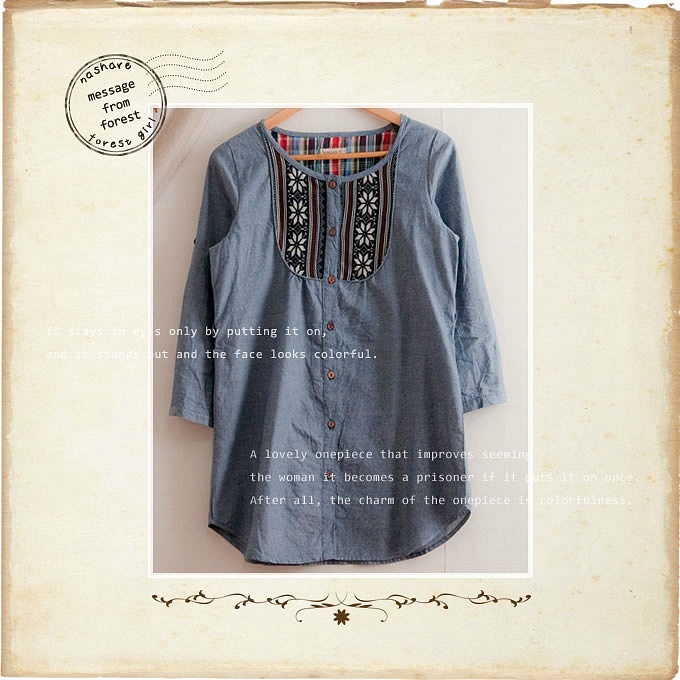 nashare
message
from
forest
forest girl
It stays in eyes only by putting it on,
and it stands out and the face looks colorful.
A lovely onepiece that improves seeming
the woman it becomes a prisoner if it puts it on once.
After all, the charm of the onepiece is colorfulness.